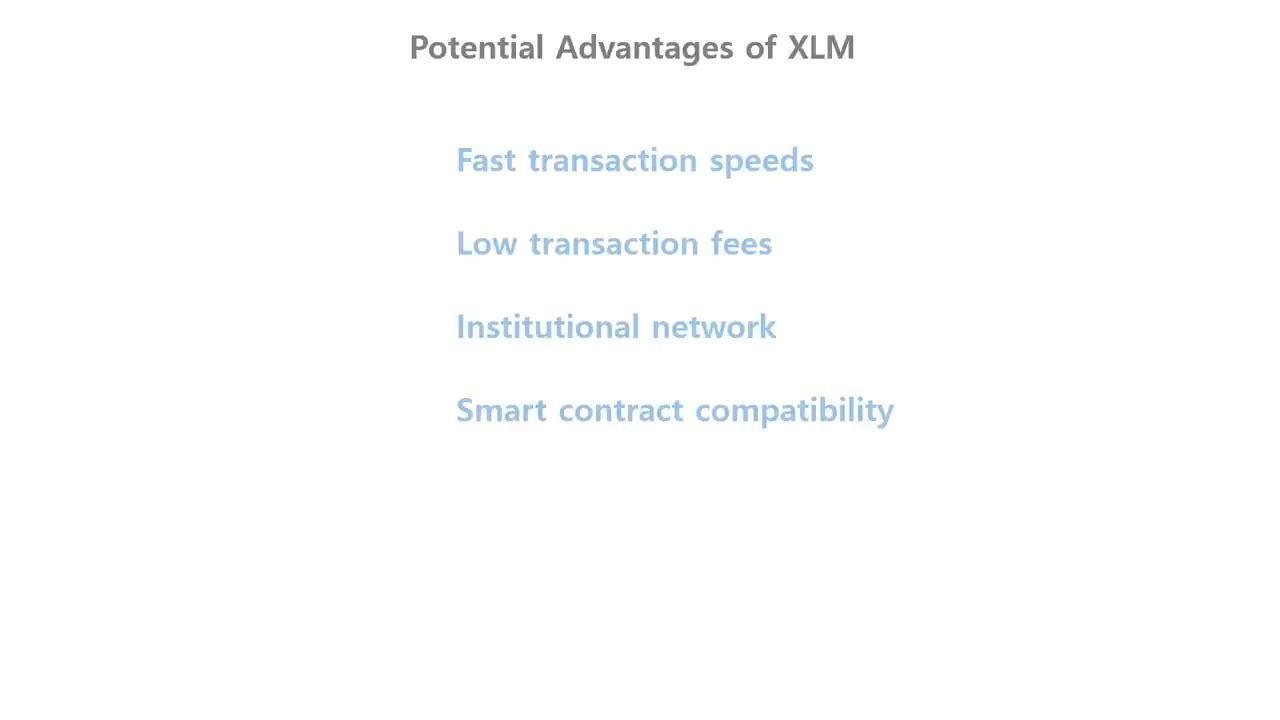 Potential Advantages of XLM
Fast transaction speeds
Low transaction fees
Institutional network
Smart contract compatibility